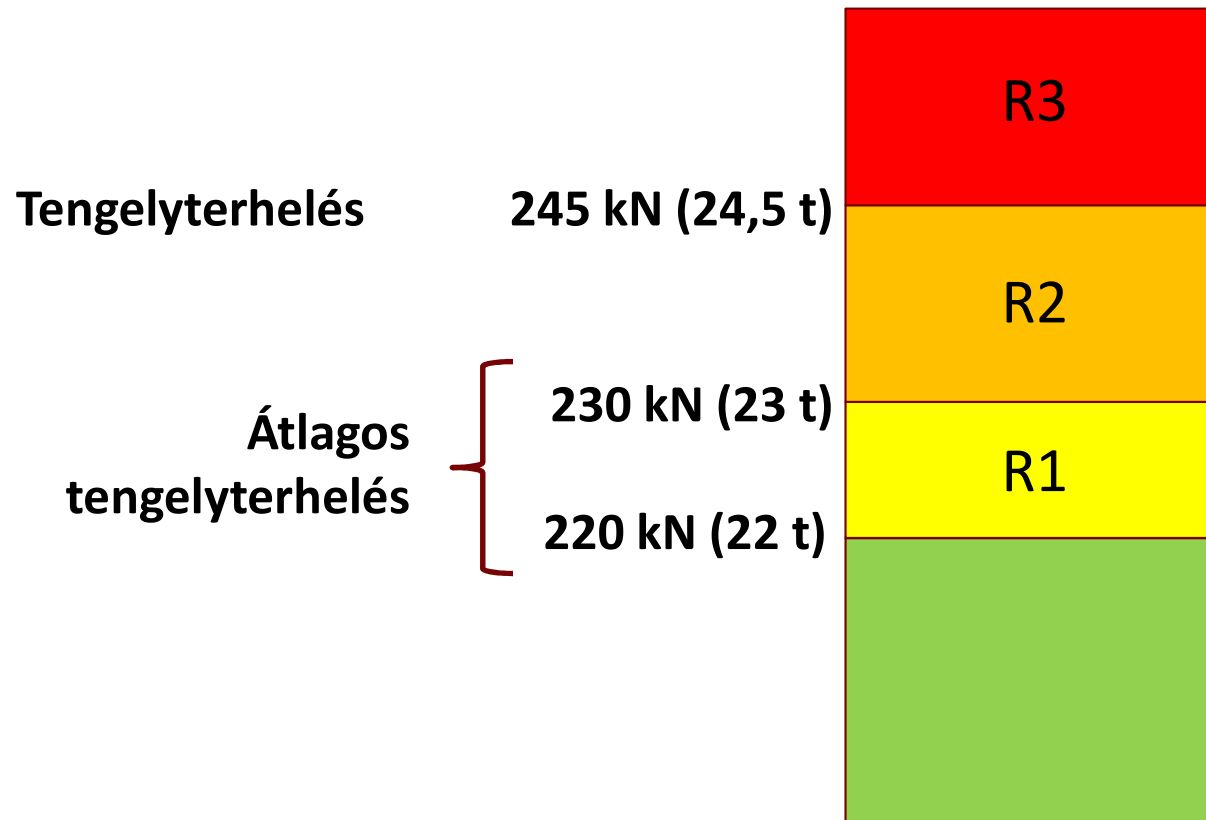 R3
Tengelyterhelés 245 kN (24,5 t)
R2
230 kN (23 t)
Átlagos
tengelyterhelés
R1
220 kN (22 t)